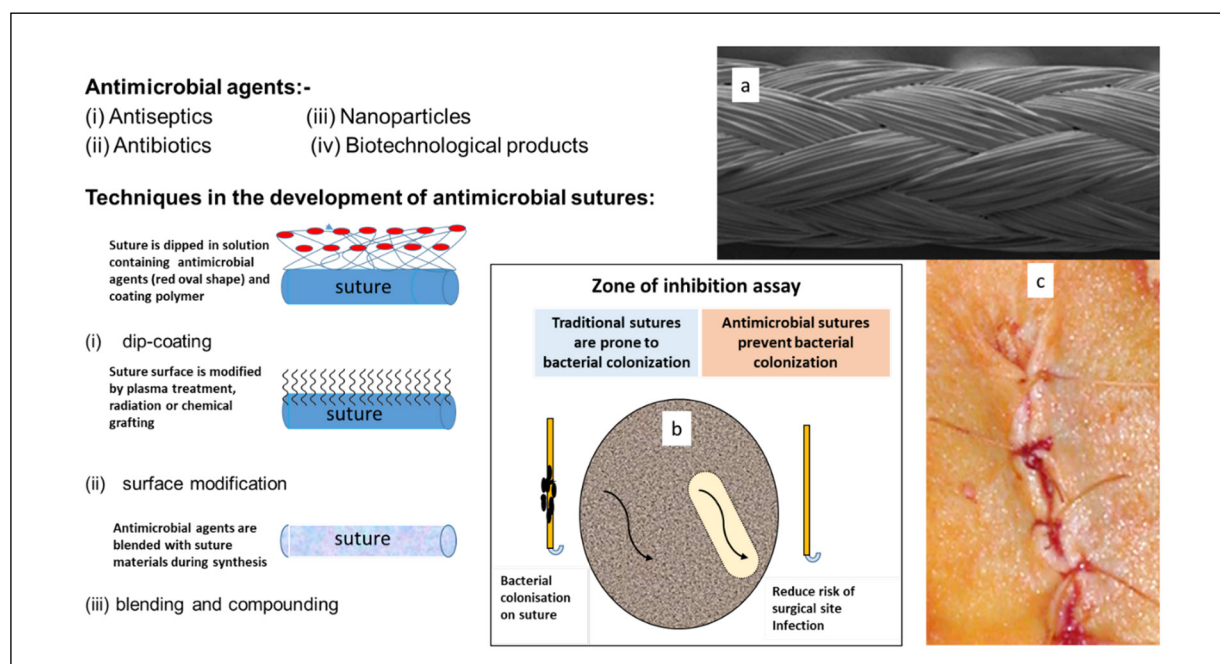 Antimicrobial agents:-
(i) Antiseptics
(iii) Nanoparticles
(ii) Antibiotics
(iv) Biotechnological products
Techniques in the development of antimicrobial sutures:
Suture is dipped in solution
containing antimicrobial
agents (red oval shape) and
coating polymer
suture
(i) dip-coating
Suture surface is modified
by plasma treatment,
radiation or chemical
grafting
suture
(ii) surface modification
Antimicrobial agents are
blended with suture
materials during synthesis
suture
(iii) blending and compounding
a
Zone of inhibition assay
Traditional sutures
are prone to
bacterial colonization
Antimicrobial sutures
prevent bacterial
colonization
b
Bacterial
colonisation
on suture
Reduce risk of
surgical site
Infection
c